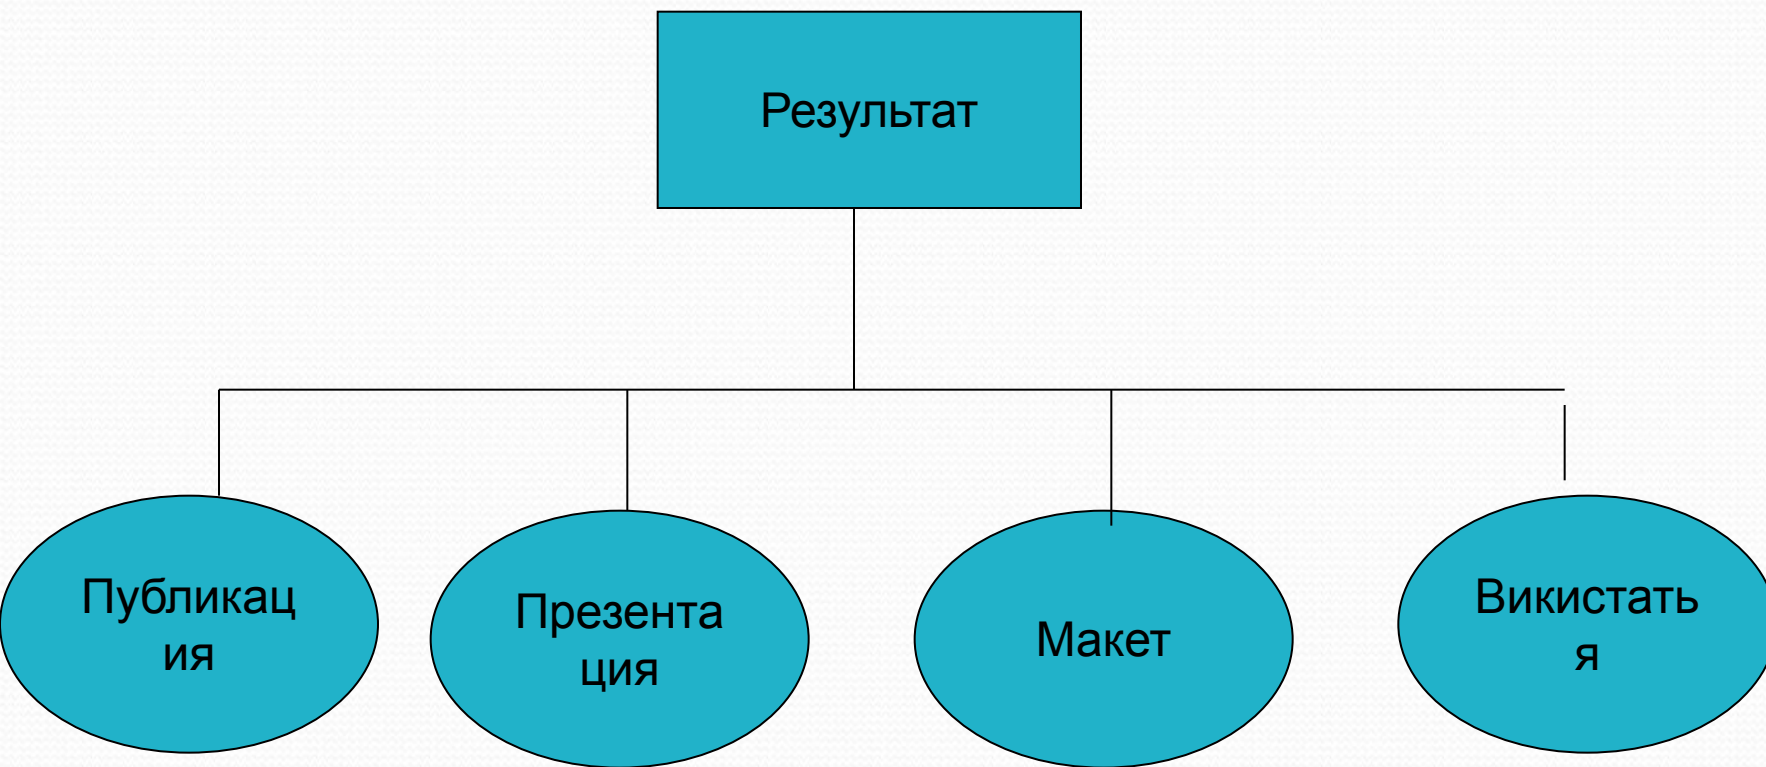 Результат
Публикац
ия
Презента
ция
Макет
Викистать
я